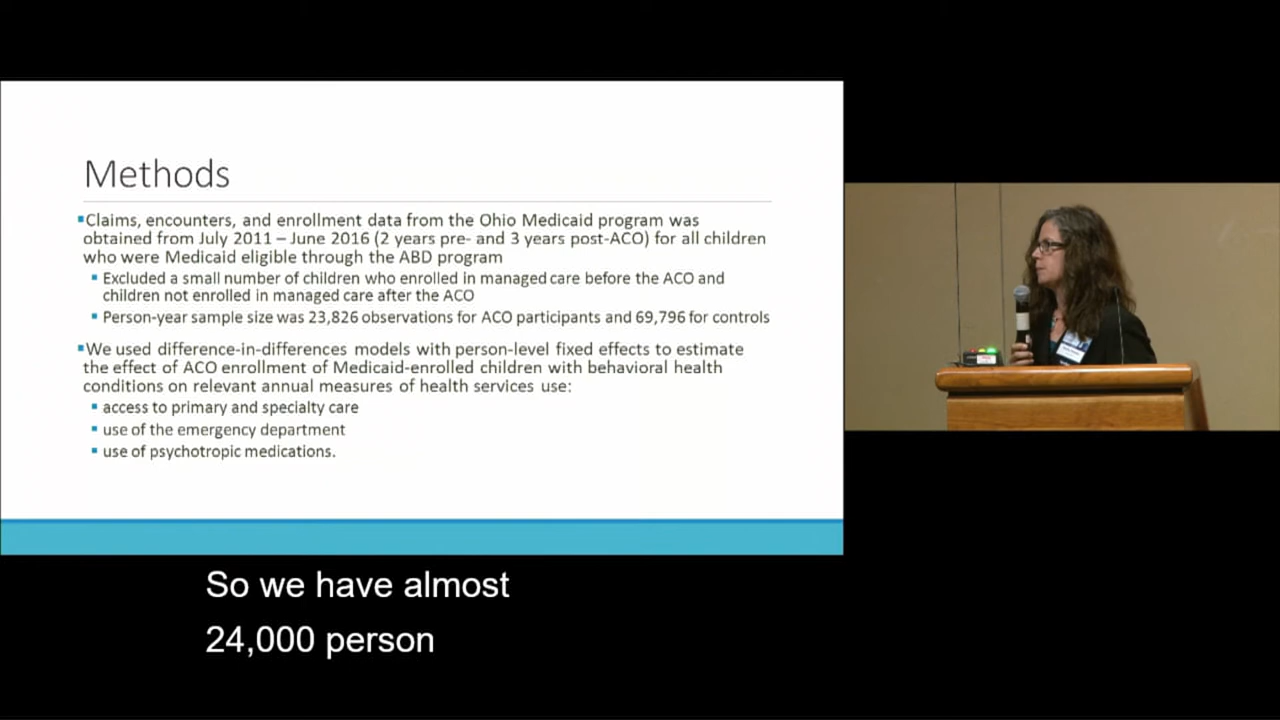 Methods
Claims, encounters, and enrollment data from the Ohio Medicaid program was
obtained from July 2011 – June 2016 (2 years pre- and 3 years post-ACO) for all children
who were Medicaid eligible through the ABD program
Excluded a small number of children who enrolled in managed care before the ACO and
children not enrolled in managed care after the ACO
Person-year sample size was 23,826 observations for ACO participants and 69,796 for controls
We used difference-in-differences models with person-level fixed effects to estimate
the effect of ACO enrollment of Medicaid-enrolled children with behavioral health
conditions on relevant annual measures of health services use:
access to primary and specialty care
use of the emergency department
use of psychotropic medications.
So we have almost
24,000 person